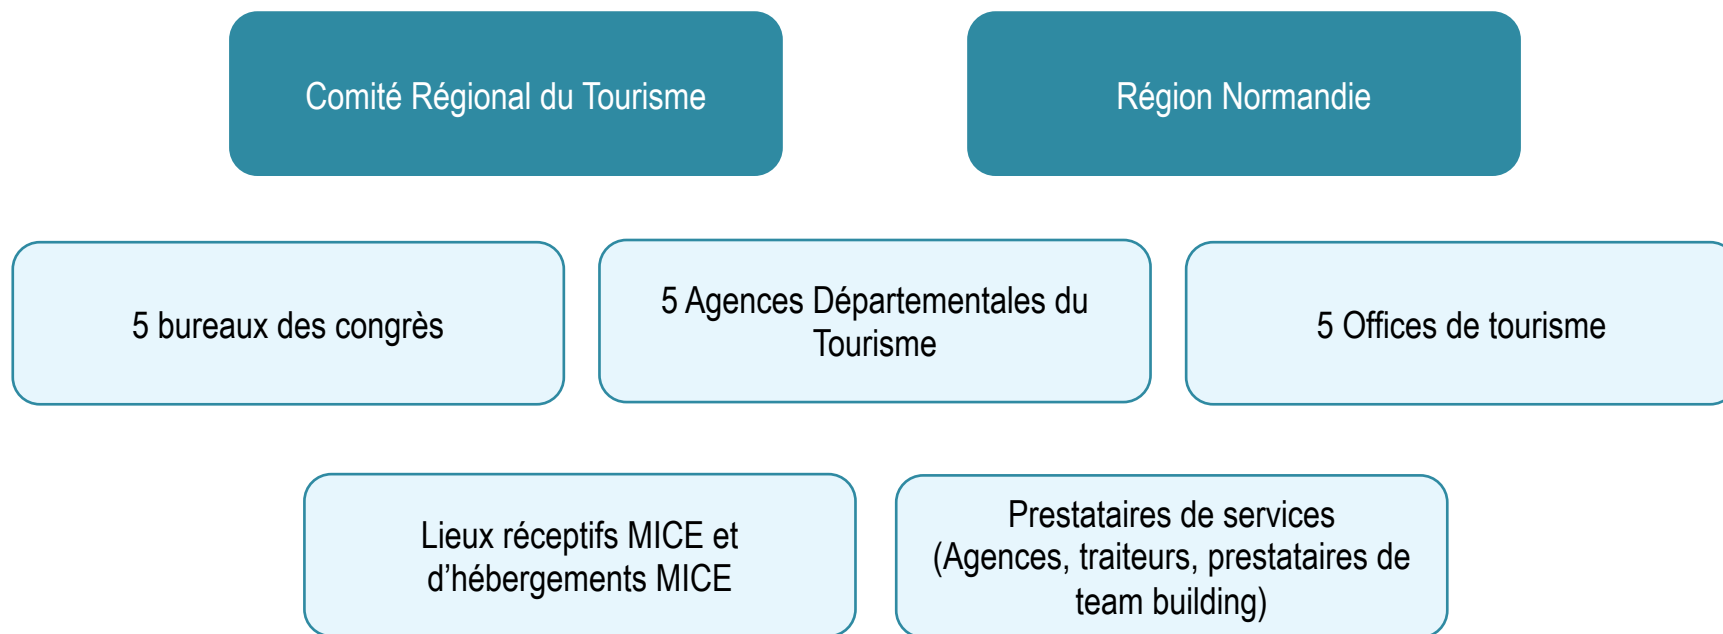 Comité Régional du Tourisme
Région Normandie
5 bureaux des congrès
5 Agences Départementales du
Tourisme
5 Offices de tourisme
Lieux réceptifs MICE et
d’hébergements MICE
Prestataires de services
(Agences, traiteurs, prestataires de
team building)